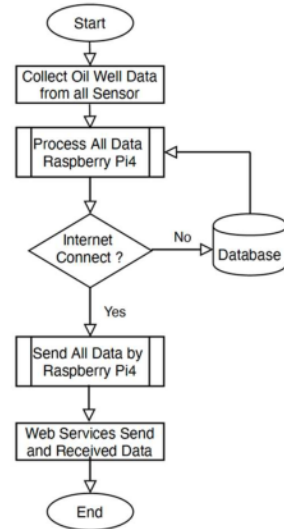 Start
Collect Oil Well Data
from all Sensor
Process All Data
Raspberry Pi4
Internet
Connect ?
No
Database
Yes
Send All Data by
Raspberry Pi4
Web Services Send
and Received Data
End